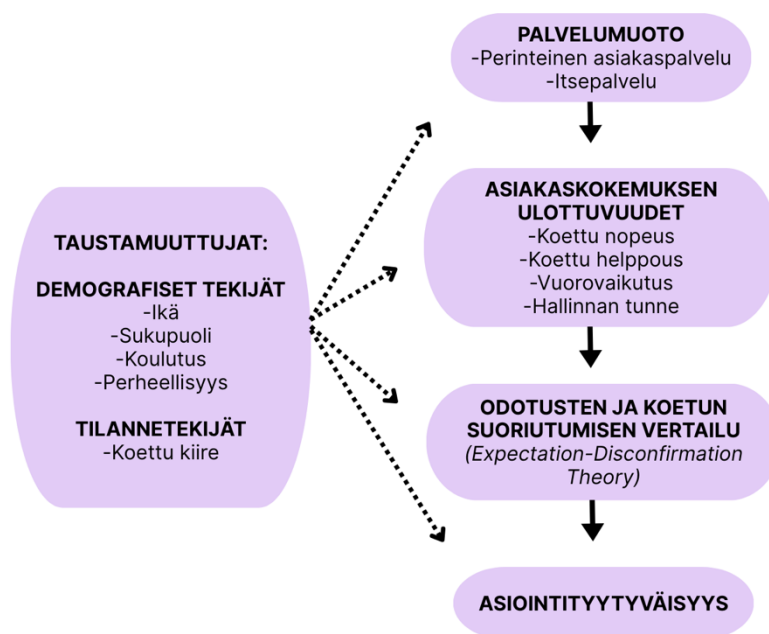 PALVELUMUOTO
-Perinteinen asiakaspalvelu
-Itsepalvelu
ASIAKASKOKEMUKSEN
ULOTTUVUUDET
-Koettu nopeus
-Koettu helppous
-Vuorovaikutus
-Hallinnan tunne
TAUSTAMUUTTUJAT:
DEMOGRAFISET TEKIJÄT
-Ikä
-Sukupuoli
-Koulutus
-Perheellisyys
TILANNETEKIJÄT
-Koettu kiire
ODOTUSTEN JA KOETUN
SUORIUTUMISEN VERTAILU
(Expectation-Disconfirmation
Theory)
ASIOINTITYYTYVÄISYYS